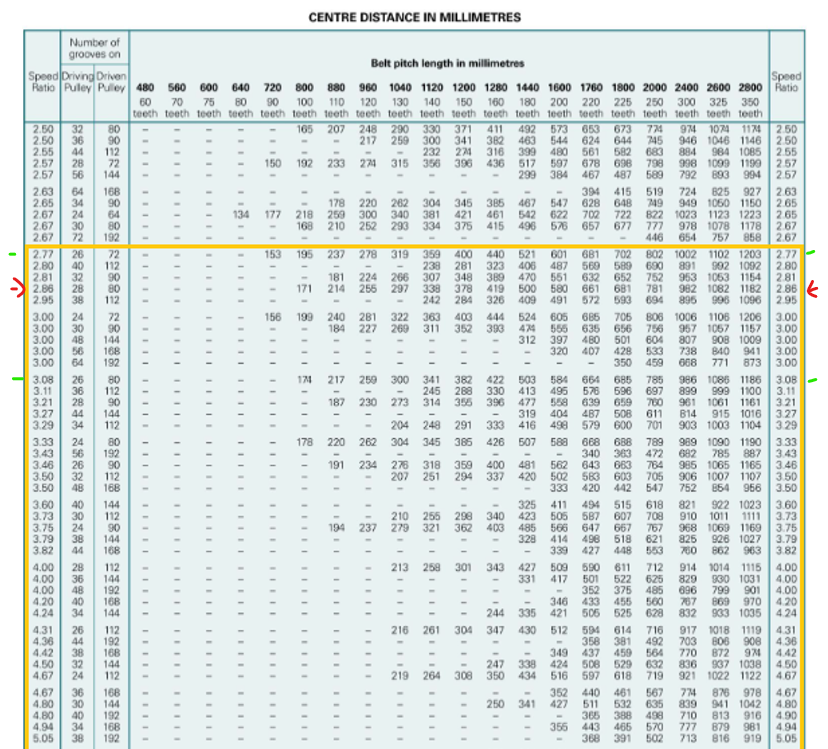 CENTRE DISTANCE IN MILLIMETRES
Number of
grooves on
Belt pitch length in millimetres
Speed Driving Driven Speed
Ratio Pulley Pulley 480 560 600 640 720 800 880 960 1040 1120 1200 1280 1440 1600 1760 1800 2000 2400 2600 2800 Ratio
60 70 75 80 90 100 110 120 130 140 150 160 180 200 220 225 250 300 325 350
teeth teeth teeth teeth teeth teeth teeth teeth teeth teeth teeth teeth teeth teeth teeth teeth teeth teeth teeth teeth
2.50 32 80 – – – – – 165 207 248 290 330 371 411 492 573 653 673 774 974 1074 1174 2.50
2.50 36 90 – – – – – – – 217 259 300 341 382 463 544 624 644 745 946 1046 1146 2.50
2.55 44 112 – – – – – – – – – 232 274 316 399 480 561 582 683 884 984 1085 2.55
2.57 28 72 – – – – 150 192 233 274 315 356 396 436 517 597 678 698 798 998 1099 1199 2.57
2.57 56 144 – – – – – – – – – – – – 299 384 467 487 589 792 893 994 2.57
2.63 64 168 – – – – – – – – – – – – – – 394 415 519 724 825 927 2.63
2.65 34 90 – – – – – – 178 220 262 304 345 385 467 547 628 648 749 949 1050 1150 2.65
2.67 24 64 – – – 134 177 218 259 300 340 381 421 461 542 622 702 722 822 1023 1123 1223 2.65
2.67 30 80 – – – – – 168 210 252 293 334 375 415 496 576 657 677 777 978 1078 1178 2.67
2.67 72 192 – – – – – – – – – – – – – – – – 446 654 757 858 2.67
2.77 26 72 – – – – 153 195 237 278 319 359 400 440 521 601 681 702 802 1002 1102 1203 2.77
2.80 40 112 – – – – – – – – – 238 281 323 406 487 569 589 690 891 992 1092 2.80
2.81 32 90 – – – – – – 181 224 266 307 348 389 470 551 632 652 752 953 1053 1154 2.81
2.86 28 80 – – – – – 171 214 255 297 338 378 419 500 580 661 681 781 982 1082 1182 2.86
2.95 38 112 – – – – – – – – – 242 284 326 409 491 572 593 694 895 996 1096 2.95
3.00 24 72 – – – – 156 199 240 281 322 363 403 444 524 605 685 705 806 1006 1106 1206 3.00
3.00 30 90 – – – – – – 184 227 269 311 352 393 474 555 635 656 756 957 1057 1157 3.00
3.00 48 144 – – – – – – – – – – – – 312 397 480 501 604 807 908 1009 3.00
3.00 56 168 – – – – – – – – – – – – – 320 407 428 533 738 840 941 3.00
3.00 64 192 – – – – – – – – – – – – – – – 350 459 668 771 873 3.00
3.08 26 80 – – – – – 174 217 259 300 341 382 422 503 584 664 685 785 986 1086 1186 3.08
3.11 36 112 – – – – – – – – – 245 288 330 413 495 576 596 697 899 999 1100 3.11
3.21 28 90 – – – – – – 187 230 273 314 355 396 477 558 639 659 760 961 1061 1161 3.21
3.27 44 144 – – – – – – – – – – – – 319 404 487 508 611 814 915 1016 3.27
3.29 34 112 – – – – – – – – 204 248 291 333 416 498 579 600 701 903 1003 1104 3.29
3.33 24 80 – – – – – 178 220 262 304 345 385 426 507 588 668 688 789 989 1090 1190 3.33
3.43 56 192 – – – – – – – – – – – – – – 340 363 472 682 785 887 3.43
3.46 26 90 – – – – – – 191 234 276 318 359 400 481 562 643 663 764 985 1065 1165 3.46
3.50 32 112 – – – – – – – – 207 251 294 337 420 502 583 603 705 906 1007 1107 3.50
3.50 48 168 – – – – – – – – – – – – – 333 420 442 547 752 854 956 3.50
3.60 40 144 – – – – – – – – – – – – 325 411 494 515 618 821 922 1023 3.60
3.73 30 112 – – – – – – – – 210 255 298 340 423 505 587 607 708 910 1011 1111 3.73
3.75 24 90 – – – – – – 194 237 279 321 362 403 485 566 647 667 767 968 1069 1169 3.75
3.79 38 144 – – – – – – – – – – – – 328 414 498 518 621 825 926 1027 3.79
3.82 44 168 – – – – – – – – – – – – – 339 427 448 553 760 862 963 3.82
4.00 28 112 – – – – – – – – 213 258 301 343 427 509 590 611 712 914 1014 1115 4.00
4.00 36 144 – – – – – – – – – – – – 331 417 501 522 625 829 930 1031 4.00
4.00 48 192 – – – – – – – – – – – – – – 352 375 485 696 799 901 4.00
4.20 40 168 – – – – – – – – – – – – – 346 433 455 560 767 869 970 4.20
4.24 34 144 – – – – – – – – – – – 244 335 421 505 525 628 832 933 1035 4.24
4.31 26 112 – – – – – – – – 216 261 304 347 430 512 594 614 716 917 1018 1119 4.31
4.36 44 192 – – – – – – – – – – – – – – 358 381 492 703 806 908 4.36
4.42 38 168 – – – – – – – – – – – – – 349 437 459 564 770 872 974 4.42
4.50 32 144 – – – – – – – – – – – 247 338 424 508 529 632 836 937 1038 4.50
4.67 24 112 – – – – – – – – 219 264 308 350 434 516 597 618 719 921 1022 1122 4.67
4.67 36 168 – – – – – – – – – – – – – 352 440 461 567 774 876 978 4.67
4.80 30 144 – – – – – – – – – – – 250 341 427 511 532 635 839 941 1042 4.80
4.80 40 192 – – – – – – – – – – – – – – 365 388 498 710 813 916 4.90
4.94 34 168 – – – – – – – – – – – – – 355 443 465 570 777 879 981 4.94
5.05 38 192 – – – – – – – – – – – – – – 368 391 502 713 816 919 5.05